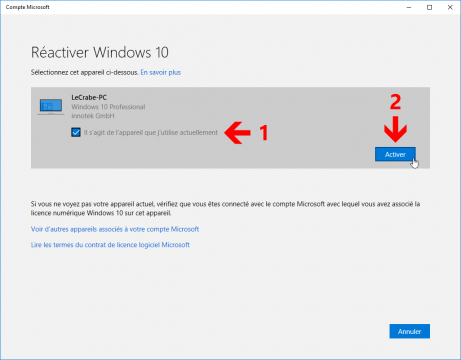 Compte Microsoft
Réactiver Windows 10
Sélectionnez cet appareil ci-dessous. En savoir plus
LeCrabe-PC
Windows 10 Professional
innotek GmbH
Il s'agit de l'appareil que j'utilise actuellement
1
2
Activer
Si vous ne voyez pas votre appareil actuel, vérifiez que vous êtes connecté avec le compte Microsoft avec lequel vous avez associé la
licence numérique Windows 10 sur cet appareil.
Voir d'autres appareils associés à votre compte Microsoft
Lire les termes du contrat de licence logiciel Microsoft
Annuler